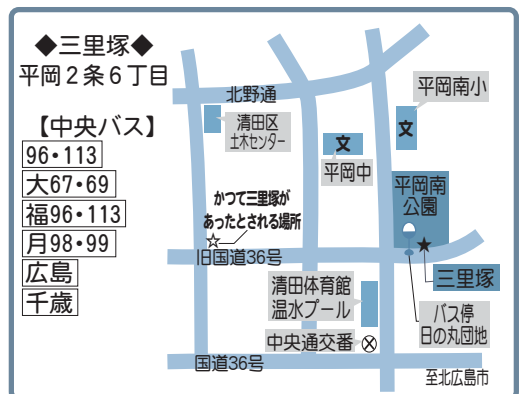 ◆三里塚◆
平岡2条6丁目
【中央バス】
96・113
大67・69
福96・113
月98・99
広島
千歳
北野通
清田区
土木センター
文
平岡中
平岡南小
文
平岡南
公園
かつて三里塚が
あったとされる場所
☆
旧国道36号
★
三里塚
バス停
日の丸団地
清田体育館
温水プール
中央通交番
国道36号
至北広島市